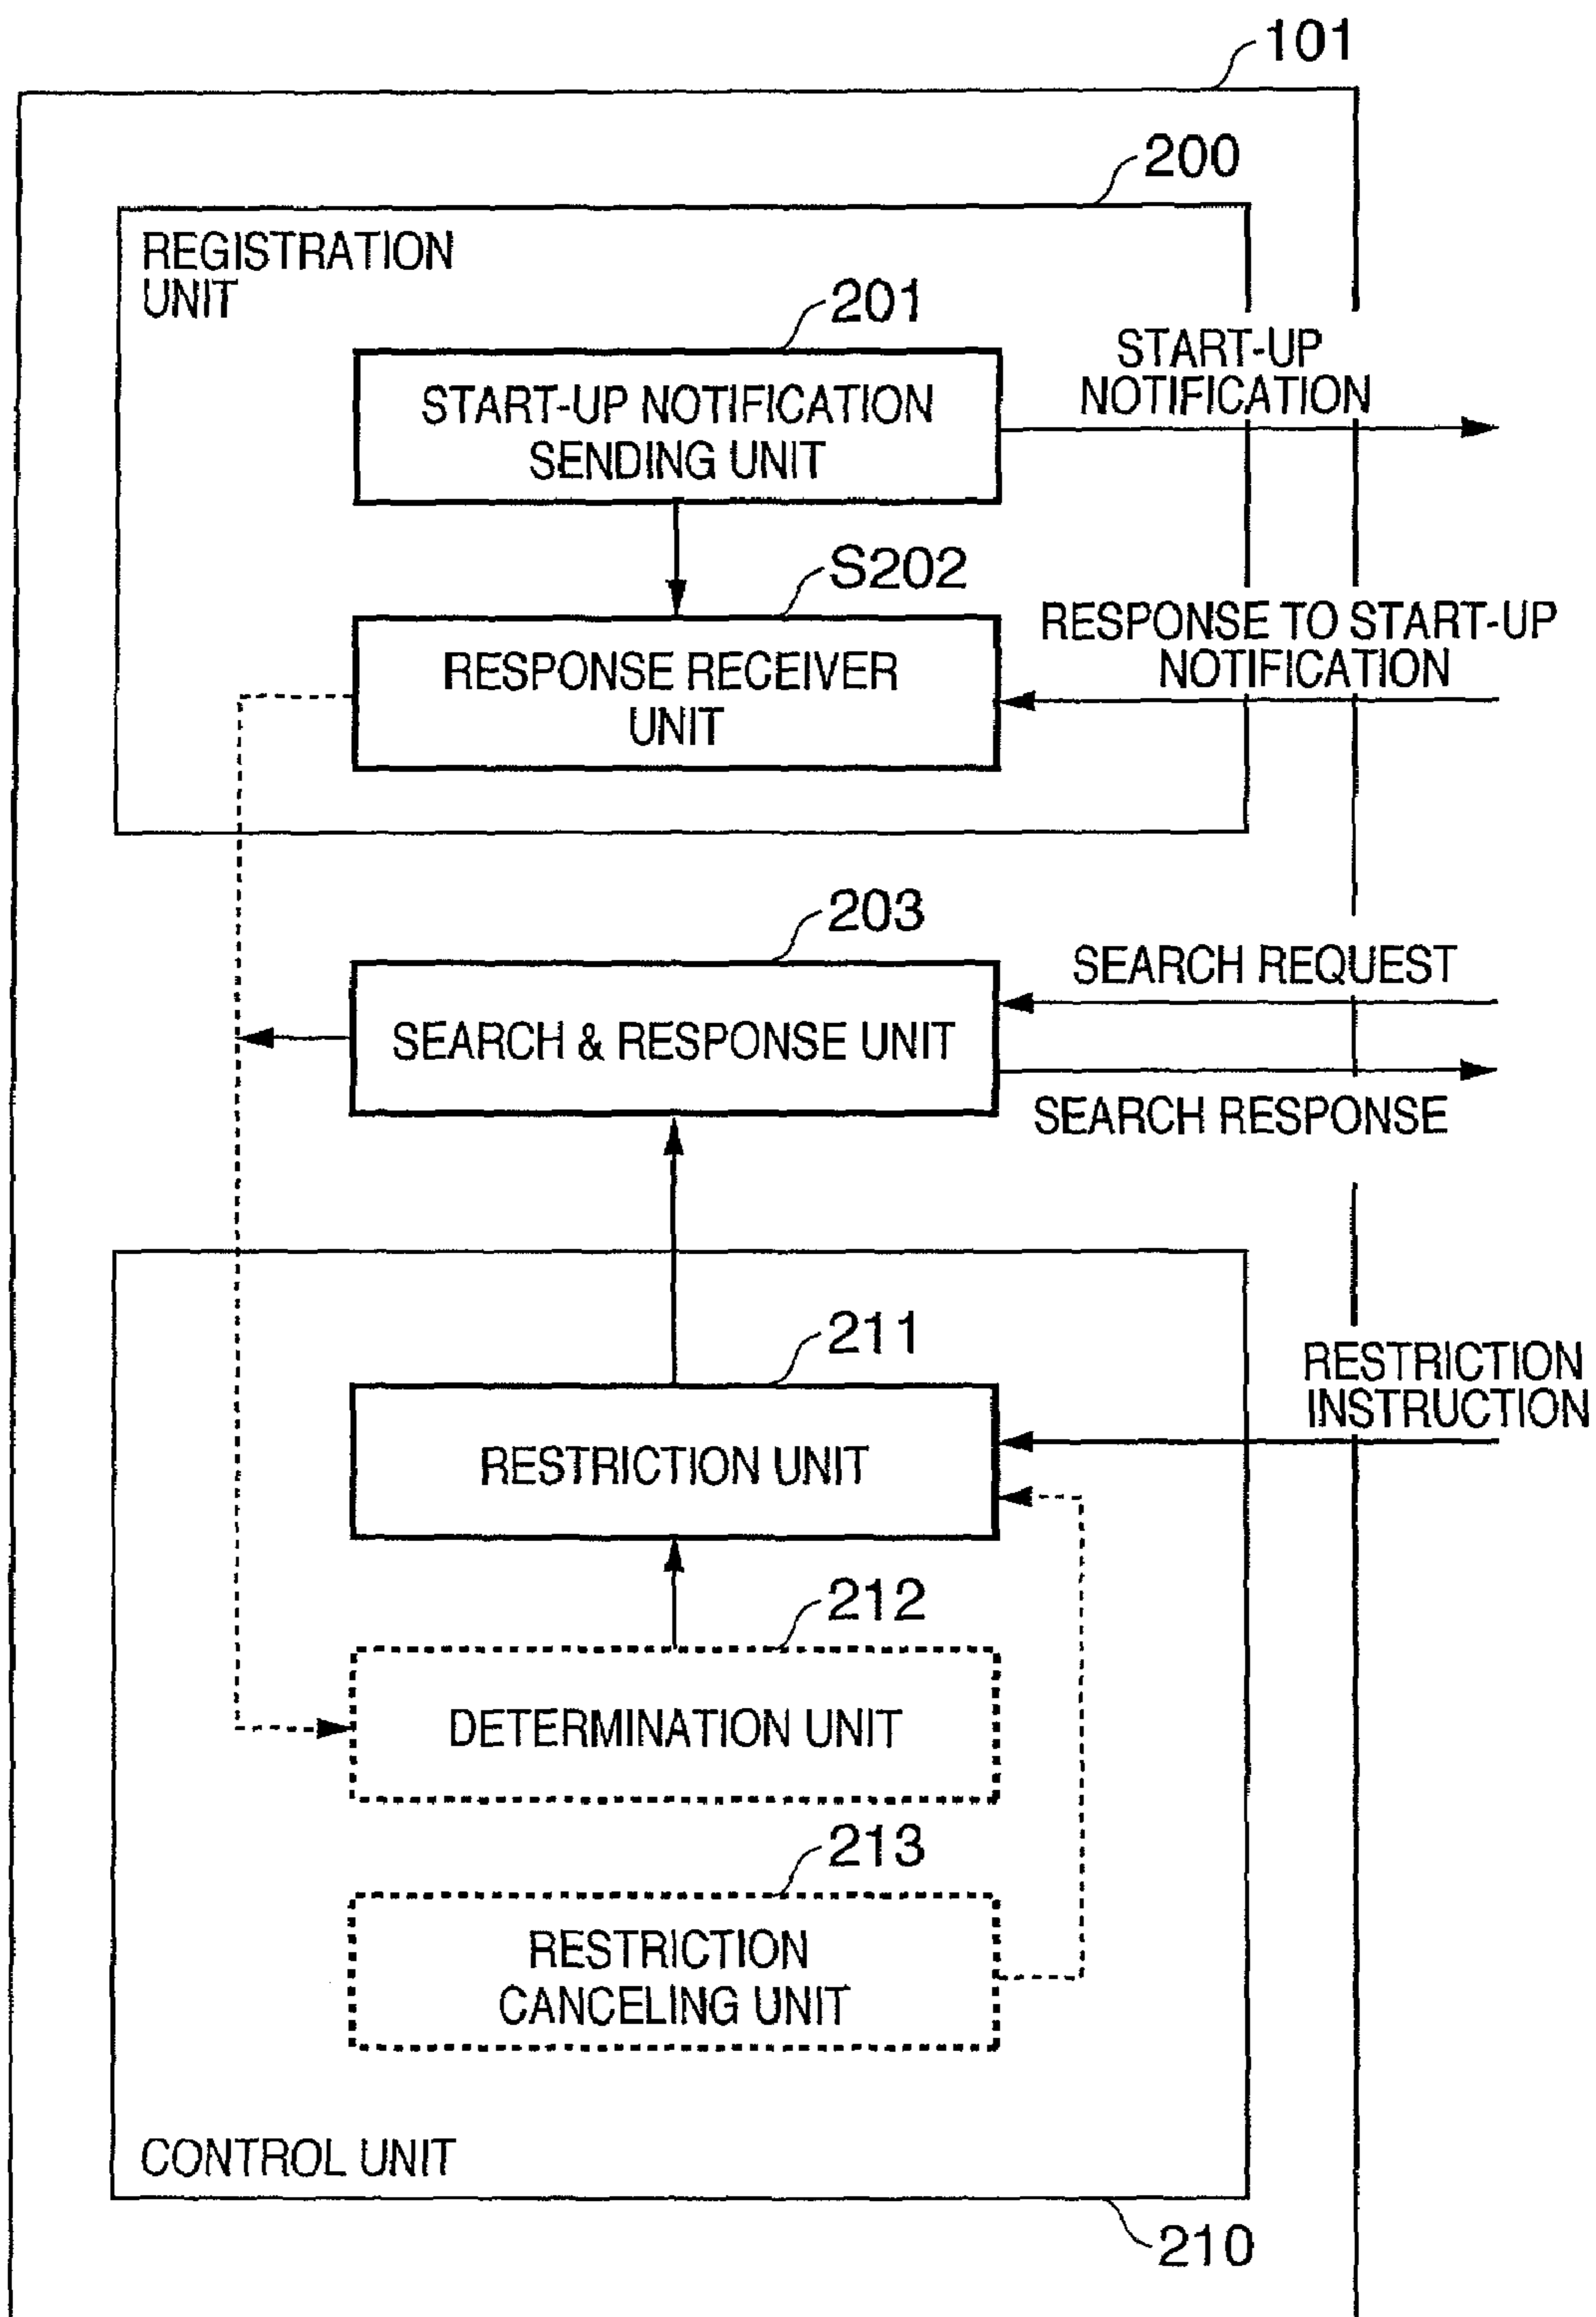 101
200
REGISTRATION
UNIT
201
START-UP NOTIFICATION
SENDING UNIT
START-UP
NOTIFICATION
S202
RESPONSE RECEIVER
UNIT
RESPONSE TO START-UP
NOTIFICATION
203
SEARCH & RESPONSE UNIT
SEARCH REQUEST
SEARCH RESPONSE
211
RESTRICTION UNIT
RESTRICTION
INSTRUCTION
212
DETERMINATION UNIT
213
RESTRICTION
CANCELING UNIT
CONTROL UNIT
210